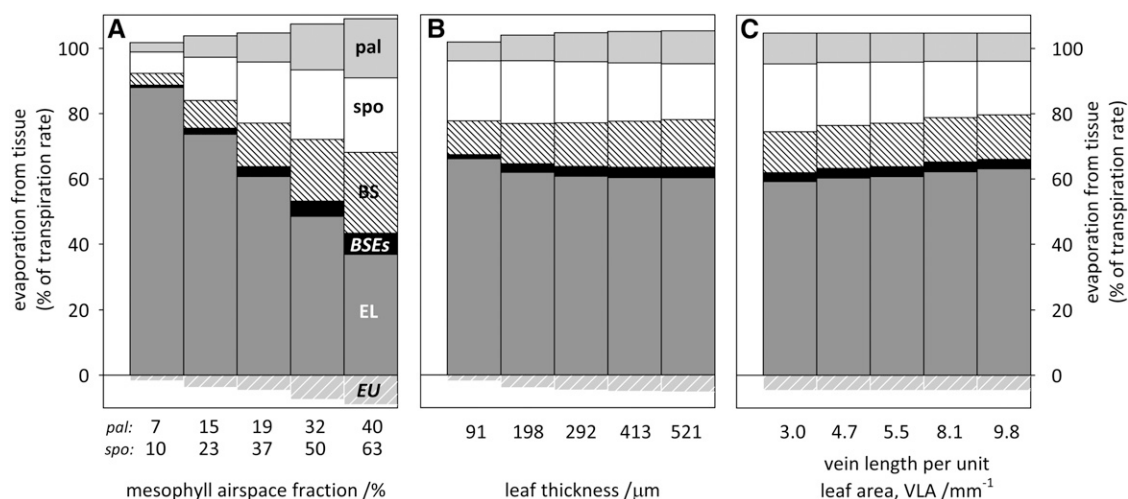 A
B
C
evaporation from tissue
(% of transpiration rate)
100
80
60
40
20
0
pal
spo
BS
BSEs
EL
EU
100
80
60
40
20
0
evaporation from tissue
(% of transpiration rate)
pal: 7 15 19 32 40
spo: 10 23 37 50 63
mesophyll airspace fraction /%
91 198 292 413 521
leaf thickness /μm
3.0 4.7 5.5 8.1 9.8
vein length per unit
leaf area, VLA /mm⁻¹